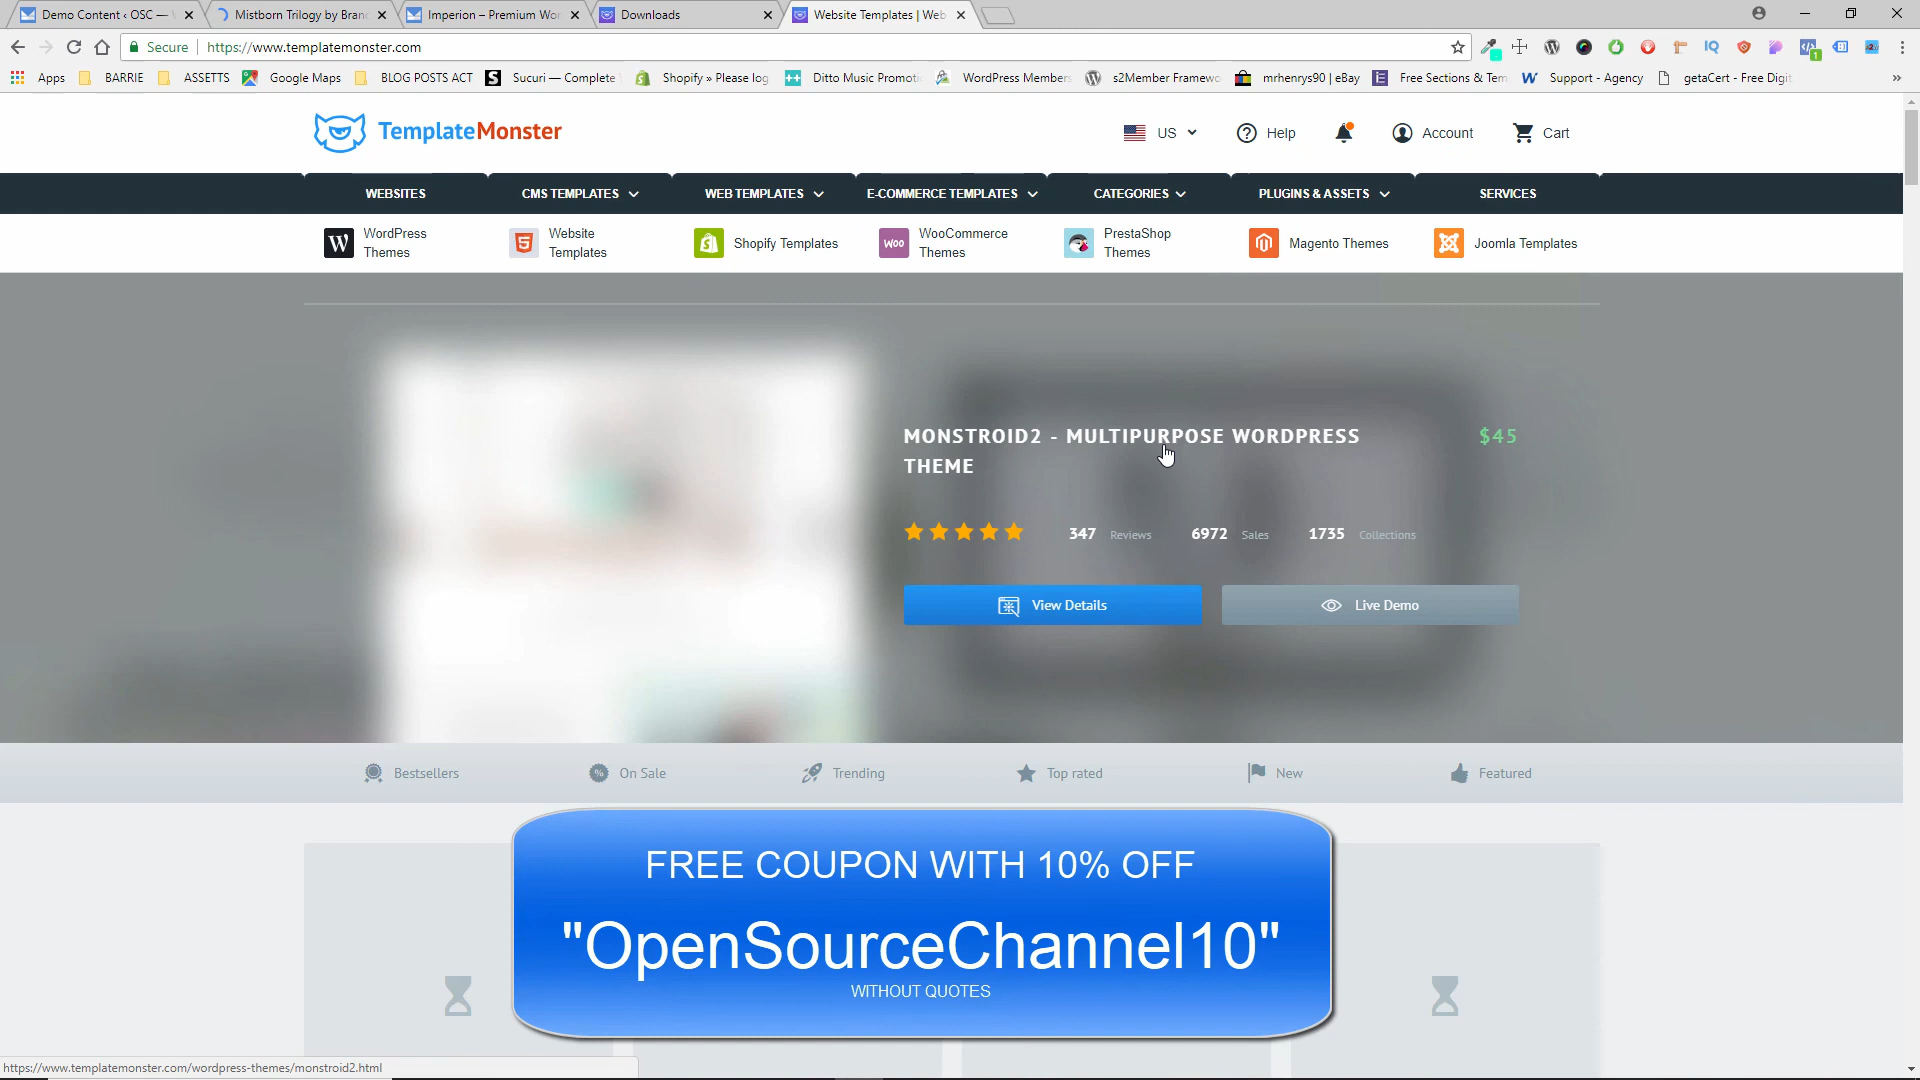 Demo Content ‹ OSC —
Mistborn Trilogy by Bran
Imperion – Premium Wor
Downloads
Website Templates | Web
Secure
https://www.templatemonster.com
Apps
BARRIE
ASSETTS
Google Maps
BLOG POSTS ACT
Sucuri — Complete
Shopify » Please log
Ditto Music Promoti
WordPress Members
s2Member Framewo
mrhenrys90 | eBay
Free Sections & Tem
Support - Agency
getaCert - Free Digit
TemplateMonster
US
Help
Account
Cart
WEBSITES
CMS TEMPLATES
WEB TEMPLATES
E-COMMERCE TEMPLATES
CATEGORIES
PLUGINS & ASSETS
SERVICES
WordPress
Themes
Website
Templates
Shopify Templates
WOO
WooCommerce
Themes
PrestaShop
Themes
Magento Themes
Joomla Templates
MONSTROID2 - MULTIPURPOSE WORDPRESS
THEME
$45
347 Reviews
6972 Sales
1735 Collections
View Details
Live Demo
Bestsellers
On Sale
Trending
Top rated
New
Featured
FREE COUPON WITH 10% OFF
"OpenSourceChannel10"
WITHOUT QUOTES
https://www.templatemonster.com/wordpress-themes/monstroid2.html